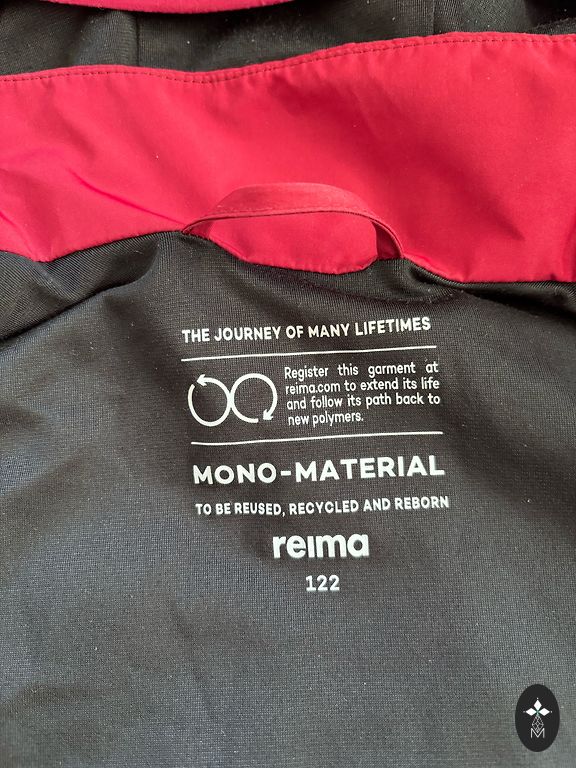 THE JOURNEY OF MANY LIFETIMES
Register this garment at
reima.com to extend its life
and follow its path back to
new polymers.
MONO-MATERIAL
TO BE REUSED, RECYCLED AND REBORN
reima
122
M